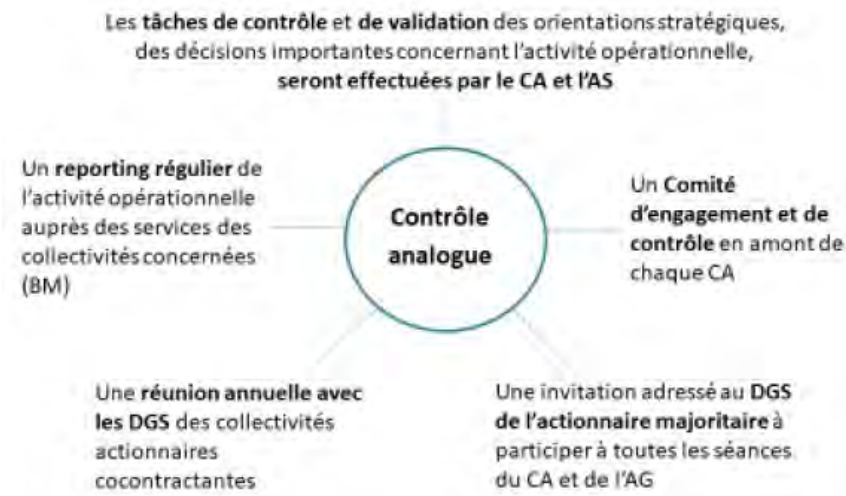 Les tâches de contrôle et de validation des orientations stratégiques,
des décisions importantes concernant l'activité opérationnelle,
seront effectuées par le CA et l'AS
Un reporting régulier de
l'activité opérationnelle
auprès des services des
collectivités concernées
(BM)
Contrôle
analogue
Un Comité
d'engagement et de
contrôle en amont de
chaque CA
Une réunion annuelle avec
les DGS des collectivités
actionnaires
cocontractantes
Une invitation adressé au DGS
de l'actionnaire majoritaire à
participer à toutes les séances
du CA et de l'AG